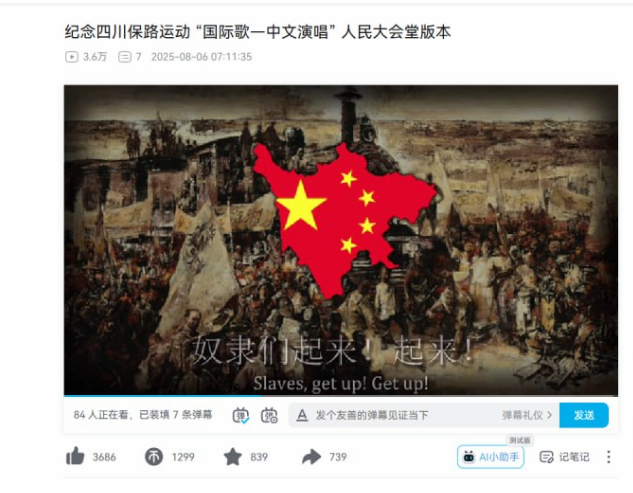 纪念四川保路运动 “国际歌—中文演唱” 人民大会堂版本
3.6万 7 2025-08-06 07:11:35
奴隶们起来！起来！
Slaves, get up! Get up!
84 人正在看，已装填 7 条弹幕 弹 弹 A 发个友善的弹幕见证当下 弹幕礼仪 > 发送
测试版
3686 1299 839 739 AI小助手 记笔记